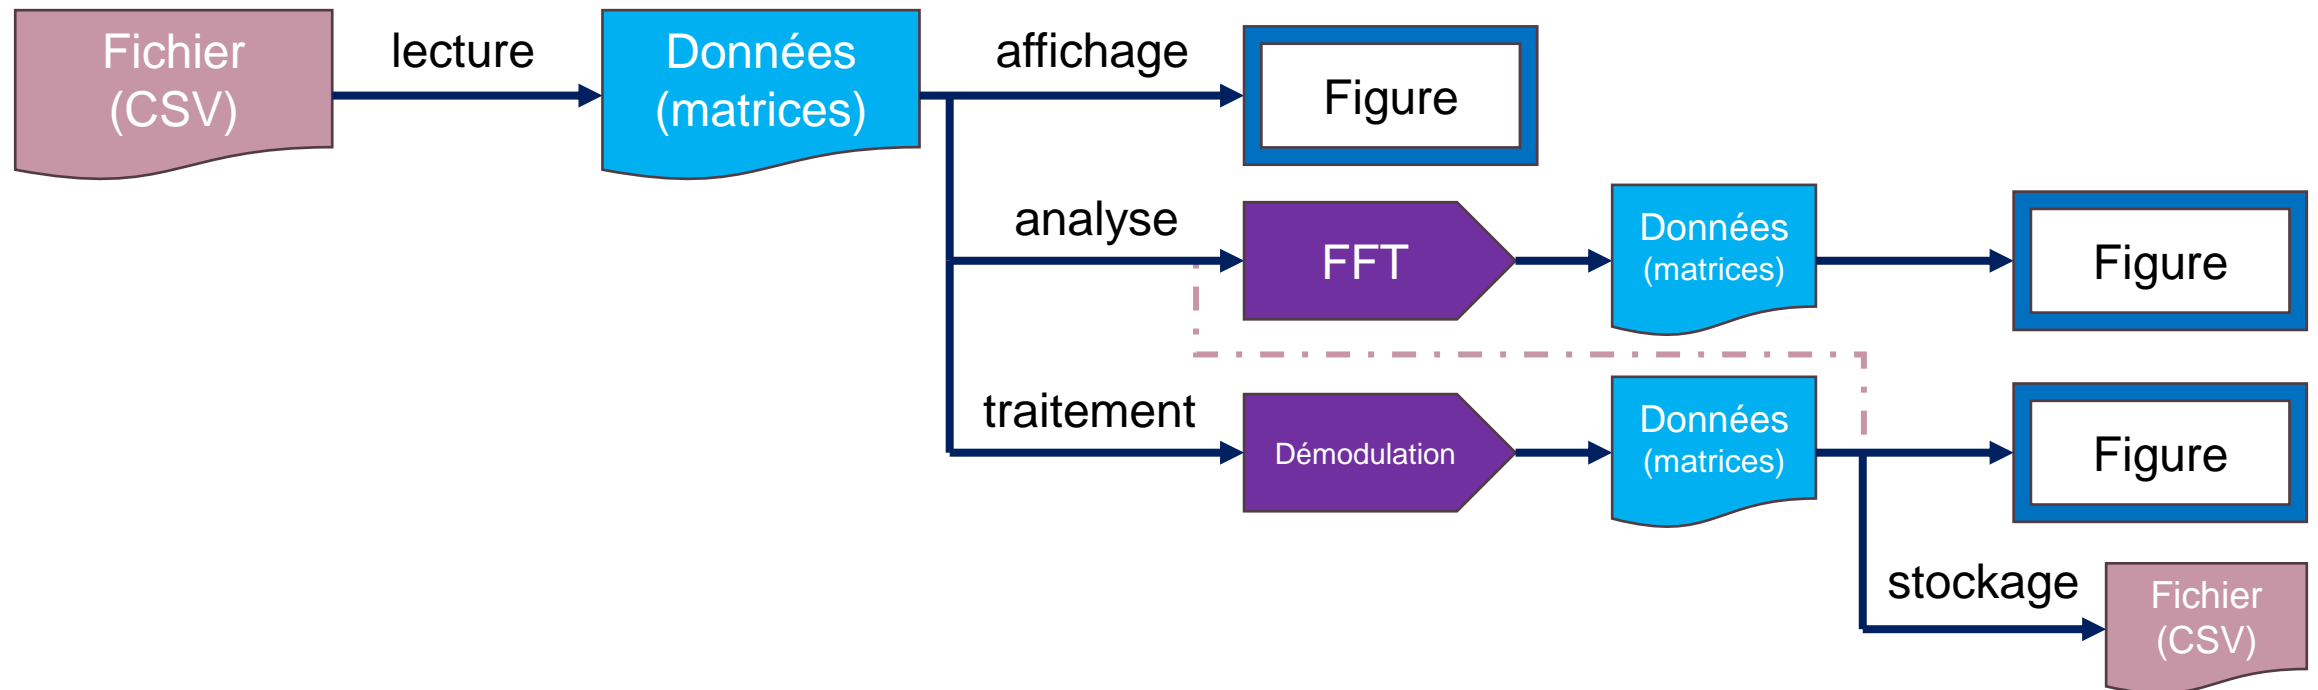 Fichier
(CSV)
lecture
Données
(matrices)
affichage
Figure
analyse
FFT
Données
(matrices)
Figure
traitement
Démodulation
Données
(matrices)
Figure
stockage
Fichier
(CSV)